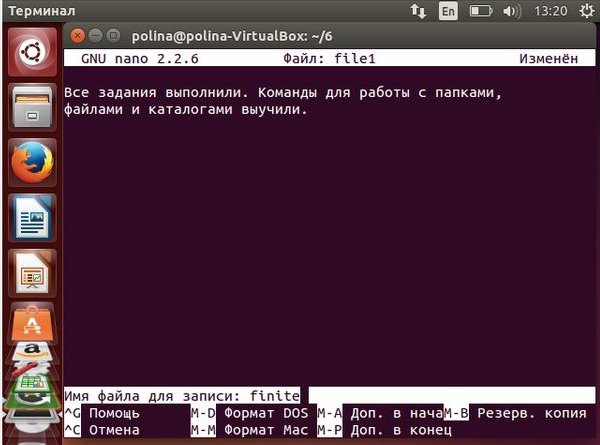 Терминал En 13:20
polina@polina-VirtualBox: ~/6
GNU nano 2.2.6 Файл: file1 Изменён
Все задания выполнили. Команды для работы с папками,
файлами и каталогами выучили.
Имя файла для записи: finite
^G Помощь M-D Формат DOS M-A Доп. в нача M-B Резерв. копия
^C Отмена M-M Формат Mac M-P Доп. в конец